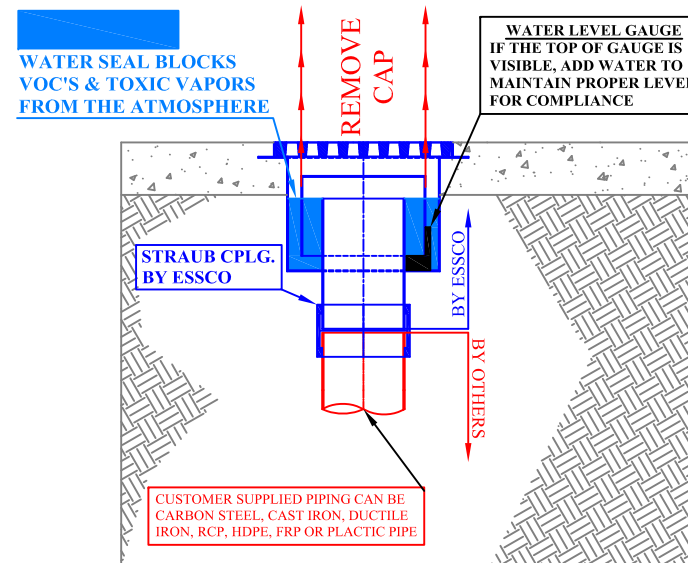 WATER SEAL BLOCKS
VOC'S & TOXIC VAPORS
FROM THE ATMOSPHERE
REMOVE
CAP
WATER LEVEL GAUGE
IF THE TOP OF GAUGE IS
VISIBLE, ADD WATER TO
MAINTAIN PROPER LEVEL
FOR COMPLIANCE
STRAUB CPLG.
BY ESSCO
BY ESSCO
BY OTHERS
CUSTOMER SUPPLIED PIPING CAN BE
CARBON STEEL, CAST IRON, DUCTILE
IRON, RCP, HDPE, FRP OR PLACTIC PIPE